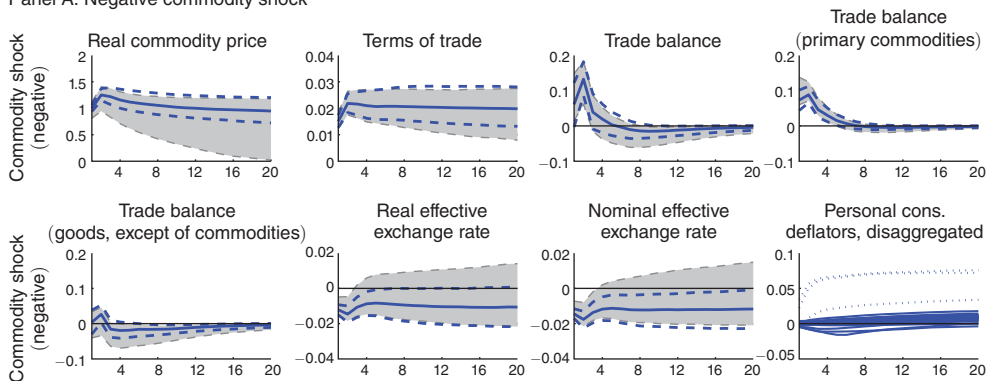 Panel A. Negative commodity shock
Real commodity price
Terms of trade
Trade balance
Trade balance
(primary commodities)
Commodity shock
(negative)
2
1.5
1
0.5
0
4 8 12 16 20
0.04
0.03
0.02
0.01
0
4 8 12 16 20
0.2
0.1
0
−0.1
4 8 12 16 20
0.2
0.1
0
−0.1
4 8 12 16 20
Trade balance
(goods, except of commodities)
Real effective
exchange rate
Nominal effective
exchange rate
Personal cons.
deflators, disaggregated
Commodity shock
(negative)
0.2
0.1
0
−0.1
4 8 12 16 20
0.02
0
−0.02
−0.04
4 8 12 16 20
0.02
0
−0.02
−0.04
4 8 12 16 20
0.1
0.05
0
−0.05
4 8 12 16 20